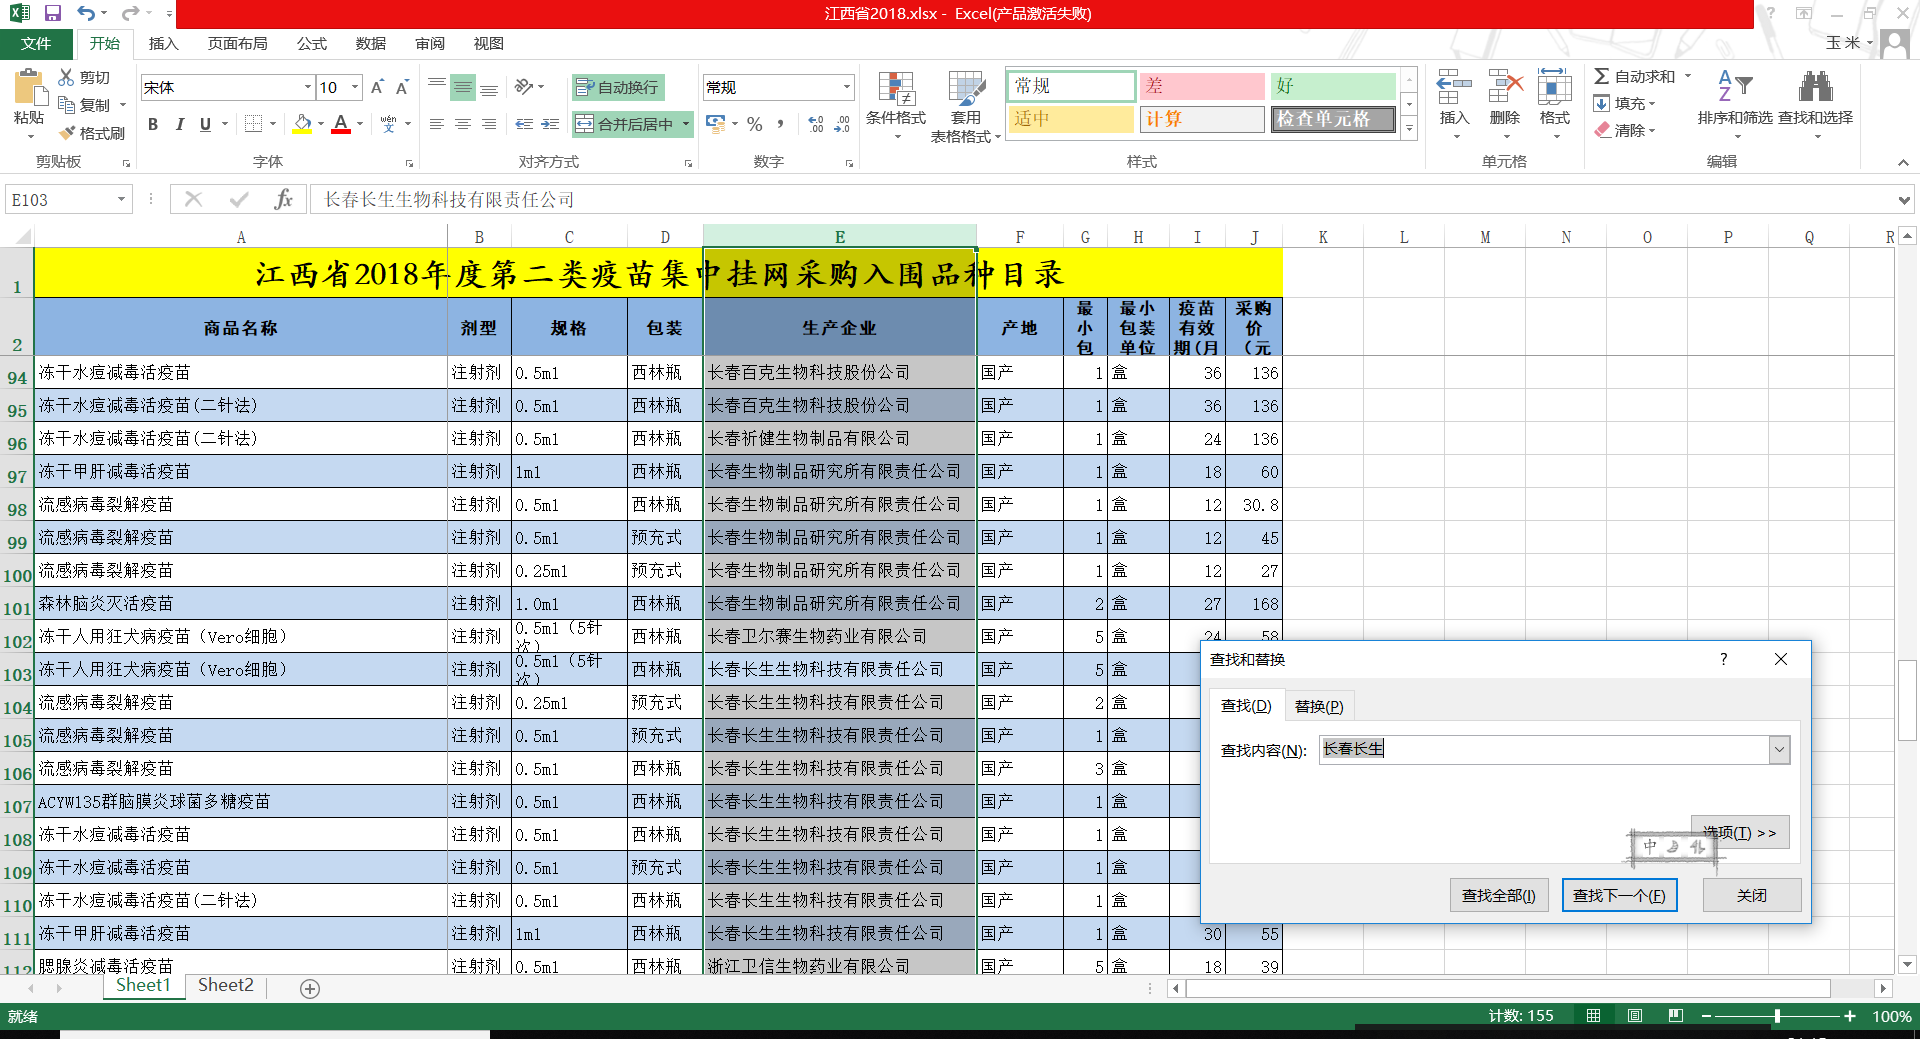 江西省2018.xlsx - Excel(产品激活失败)
文件 开始 插入 页面布局 公式 数据 审阅 视图 玉米
粘贴 剪切 复制 格式刷 剪贴板
宋体 10 B I U A wén 文 字体
自动换行 合并后居中 对齐方式
常规 % 数字
条件格式 套用表格格式
常规 差 好
适中 计算 检查单元格
样式
插入 删除 格式 单元格
自动求和 填充 清除 排序和筛选 查找和选择 编辑
E103 fx 长春长生生物科技有限责任公司
A B C D E F G H I J K L M N O P Q R
1 江西省2018年度第二类疫苗集中挂网采购入围品种目录
2 商品名称 剂型 规格 包装 生产企业 产地 最小包 最小包装单位 疫苗有效期(月 采购价(元
94 冻干水痘减毒活疫苗 注射剂 0.5ml 西林瓶 长春百克生物科技股份公司 国产 1 盒 36 136
95 冻干水痘减毒活疫苗(二针法) 注射剂 0.5ml 西林瓶 长春百克生物科技股份公司 国产 1 盒 36 136
96 冻干水痘减毒活疫苗(二针法) 注射剂 0.5ml 西林瓶 长春祈健生物制品有限公司 国产 1 盒 24 136
97 冻干甲肝减毒活疫苗 注射剂 1ml 西林瓶 长春生物制品研究所有限责任公司 国产 1 盒 18 60
98 流感病毒裂解疫苗 注射剂 0.5ml 西林瓶 长春生物制品研究所有限责任公司 国产 1 盒 12 30.8
99 流感病毒裂解疫苗 注射剂 0.5ml 预充式 长春生物制品研究所有限责任公司 国产 1 盒 12 45
100 流感病毒裂解疫苗 注射剂 0.25ml 预充式 长春生物制品研究所有限责任公司 国产 1 盒 12 27
101 森林脑炎灭活疫苗 注射剂 1.0ml 西林瓶 长春生物制品研究所有限责任公司 国产 2 盒 27 168
102 冻干人用狂犬病疫苗（Vero细胞） 注射剂 0.5ml（5针次） 西林瓶 长春卫尔赛生物药业有限公司 国产 5 盒 24 58
103 冻干人用狂犬病疫苗（Vero细胞） 注射剂 0.5ml（5针次） 西林瓶 长春长生生物科技有限责任公司 国产 5 盒
104 流感病毒裂解疫苗 注射剂 0.25ml 预充式 长春长生生物科技有限责任公司 国产 2 盒
105 流感病毒裂解疫苗 注射剂 0.5ml 预充式 长春长生生物科技有限责任公司 国产 1 盒
106 流感病毒裂解疫苗 注射剂 0.5ml 西林瓶 长春长生生物科技有限责任公司 国产 3 盒
107 ACYW135群脑膜炎球菌多糖疫苗 注射剂 0.5ml 西林瓶 长春长生生物科技有限责任公司 国产 1 盒
108 冻干水痘减毒活疫苗 注射剂 0.5ml 西林瓶 长春长生生物科技有限责任公司 国产 1 盒
109 冻干水痘减毒活疫苗 注射剂 0.5ml 预充式 长春长生生物科技有限责任公司 国产 1 盒
110 冻干水痘减毒活疫苗(二针法) 注射剂 0.5ml 西林瓶 长春长生生物科技有限责任公司 国产 1 盒
111 冻干甲肝减毒活疫苗 注射剂 1ml 西林瓶 长春长生生物科技有限责任公司 国产 1 盒 30 55
112 腮腺炎减毒活疫苗 注射剂 0.5ml 西林瓶 浙江卫信生物药业有限公司 国产 5 盒 18 39
查找和替换 ?
查找(D) 替换(P)
查找内容(N): 长春长生
选项(T) >>
中
查找全部(I) 查找下一个(F) 关闭
Sheet1 Sheet2
就绪 计数: 155 100%